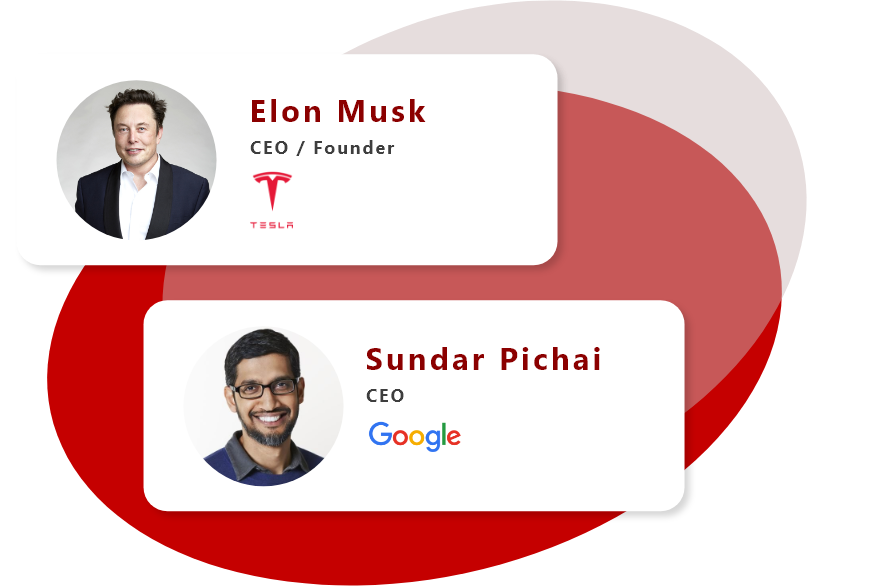 Elon Musk
CEO / Founder
TESLA
Sundar Pichai
CEO
Google